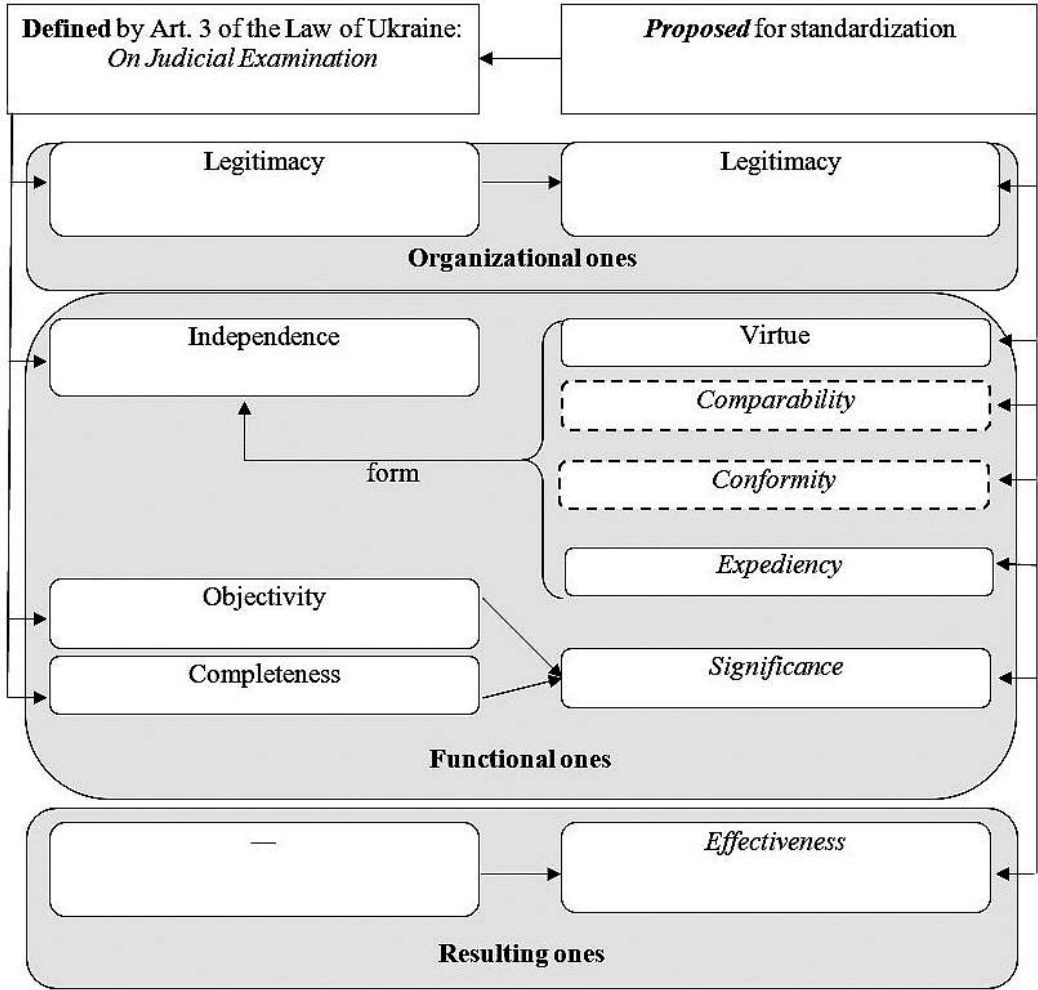 Defined by Art. 3 of the Law of Ukraine:
On Judicial Examination
Proposed for standardization
Legitimacy
Legitimacy
Organizational ones
Independence
Virtue
Comparability
form
Conformity
Expediency
Objectivity
Completeness
Significance
Functional ones
—
Effectiveness
Resulting ones